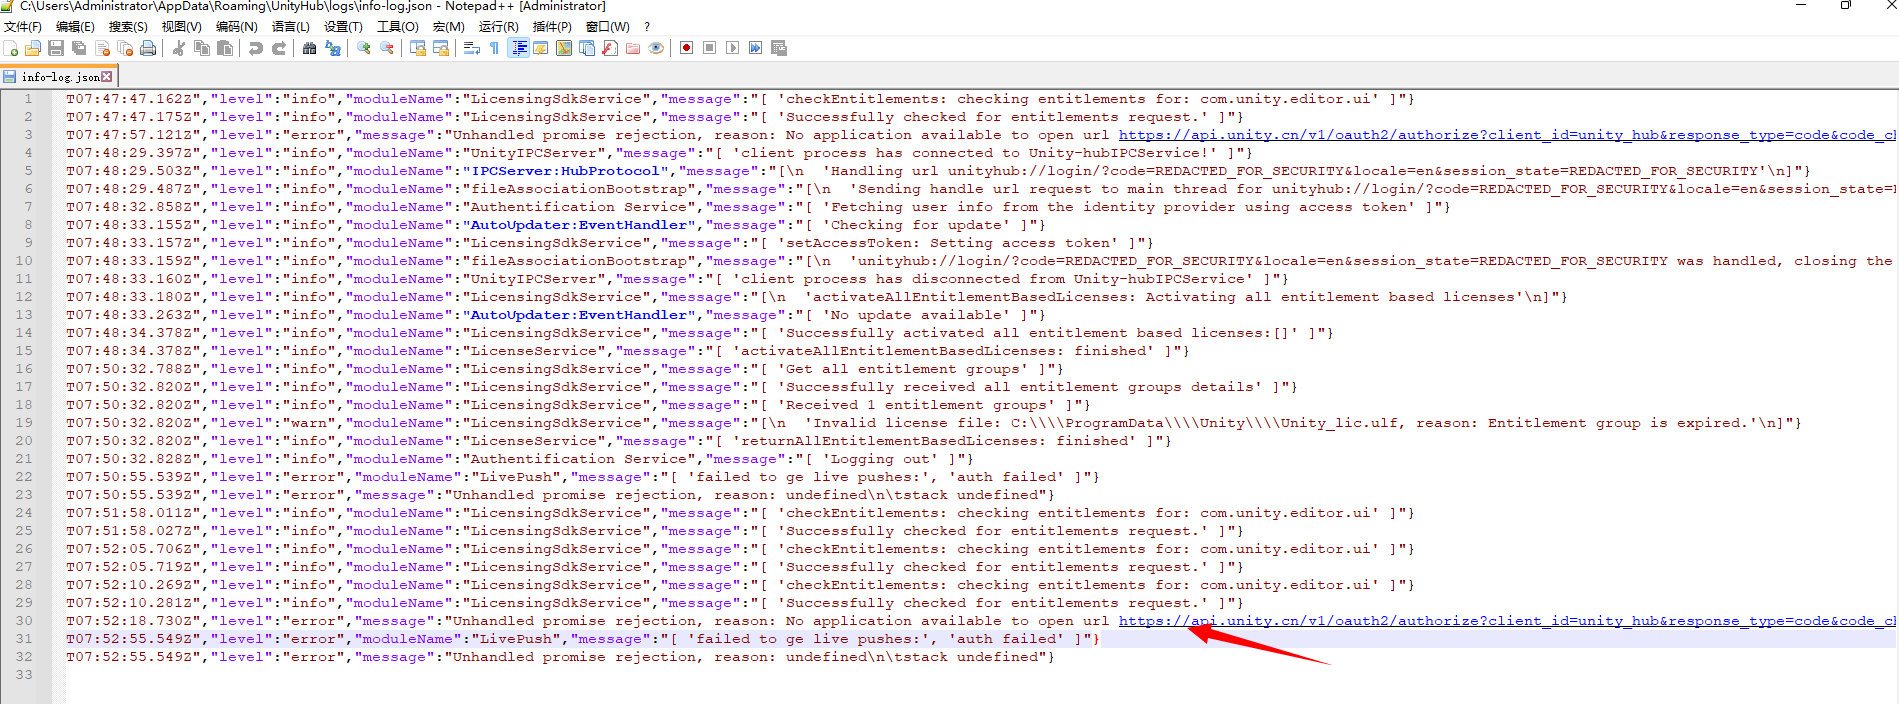 C:\Users\Administrator\AppData\Roaming\UnityHub\logs\info-log.json - Notepad++ [Administrator]
文件(F) 编辑(E) 搜索(S) 视图(V) 编码(N) 语言(L) 设置(T) 工具(O) 宏(M) 运行(R) 插件(P) 窗口(W) ?
info-log.json
1 T07:47:47.162Z","level":"info","moduleName":"LicensingSdkService","message":"[ 'checkEntitlements: checking entitlements for: com.unity.editor.ui' ]"}
2 T07:47:47.175Z","level":"info","moduleName":"LicensingSdkService","message":"[ 'Successfully checked for entitlements request.' ]"}
3 T07:47:57.121Z","level":"error","message":"Unhandled promise rejection, reason: No application available to open url https://api.unity.cn/v1/oauth2/authorize?client_id=unity_hub&response_type=code&code_cl
4 T07:48:29.397Z","level":"info","moduleName":"UnityIPCServer","message":"[ 'client process has connected to Unity-hubIPCService!' ]"}
5 T07:48:29.503Z","level":"info","moduleName":"IPCServer:HubProtocol","message":"[\n  'Handling url unityhub://login/?code=REDACTED_FOR_SECURITY&locale=en&session_state=REDACTED_FOR_SECURITY'\n]"}
6 T07:48:29.487Z","level":"info","moduleName":"fileAssociationBootstrap","message":"[\n  'Sending handle url request to main thread for unityhub://login/?code=REDACTED_FOR_SECURITY&locale=en&session_state=
7 T07:48:32.858Z","level":"info","moduleName":"Authentification Service","message":"[ 'Fetching user info from the identity provider using access token' ]"}
8 T07:48:33.155Z","level":"info","moduleName":"AutoUpdater:EventHandler","message":"[ 'Checking for update' ]"}
9 T07:48:33.157Z","level":"info","moduleName":"LicensingSdkService","message":"[ 'setAccessToken: Setting access token' ]"}
10 T07:48:33.159Z","level":"info","moduleName":"fileAssociationBootstrap","message":"[\n  'unityhub://login/?code=REDACTED_FOR_SECURITY&locale=en&session_state=REDACTED_FOR_SECURITY was handled, closing the
11 T07:48:33.160Z","level":"info","moduleName":"UnityIPCServer","message":"[ 'client process has disconnected from Unity-hubIPCService' ]"}
12 T07:48:33.180Z","level":"info","moduleName":"LicensingSdkService","message":"[\n  'activateAllEntitlementBasedLicenses: Activating all entitlement based licenses'\n]"}
13 T07:48:33.263Z","level":"info","moduleName":"AutoUpdater:EventHandler","message":"[ 'No update available' ]"}
14 T07:48:34.378Z","level":"info","moduleName":"LicensingSdkService","message":"[ 'Successfully activated all entitlement based licenses:[]' ]"}
15 T07:48:34.378Z","level":"info","moduleName":"LicenseService","message":"[ 'activateAllEntitlementBasedLicenses: finished' ]"}
16 T07:50:32.788Z","level":"info","moduleName":"LicensingSdkService","message":"[ 'Get all entitlement groups' ]"}
17 T07:50:32.820Z","level":"info","moduleName":"LicensingSdkService","message":"[ 'Successfully received all entitlement groups details' ]"}
18 T07:50:32.820Z","level":"info","moduleName":"LicensingSdkService","message":"[ 'Received 1 entitlement groups' ]"}
19 T07:50:32.820Z","level":"warn","moduleName":"LicensingSdkService","message":"[\n  'Invalid license file: C:\\\\ProgramData\\\\Unity\\\\Unity_lic.ulf, reason: Entitlement group is expired.'\n]"}
20 T07:50:32.820Z","level":"info","moduleName":"LicenseService","message":"[ 'returnAllEntitlementBasedLicenses: finished' ]"}
21 T07:50:32.828Z","level":"info","moduleName":"Authentification Service","message":"[ 'Logging out' ]"}
22 T07:50:55.539Z","level":"error","moduleName":"LivePush","message":"[ 'failed to ge live pushes:', 'auth failed' ]"}
23 T07:50:55.539Z","level":"error","message":"Unhandled promise rejection, reason: undefined\n\tstack undefined"}
24 T07:51:58.011Z","level":"info","moduleName":"LicensingSdkService","message":"[ 'checkEntitlements: checking entitlements for: com.unity.editor.ui' ]"}
25 T07:51:58.027Z","level":"info","moduleName":"LicensingSdkService","message":"[ 'Successfully checked for entitlements request.' ]"}
26 T07:52:05.706Z","level":"info","moduleName":"LicensingSdkService","message":"[ 'checkEntitlements: checking entitlements for: com.unity.editor.ui' ]"}
27 T07:52:05.719Z","level":"info","moduleName":"LicensingSdkService","message":"[ 'Successfully checked for entitlements request.' ]"}
28 T07:52:10.269Z","level":"info","moduleName":"LicensingSdkService","message":"[ 'checkEntitlements: checking entitlements for: com.unity.editor.ui' ]"}
29 T07:52:10.281Z","level":"info","moduleName":"LicensingSdkService","message":"[ 'Successfully checked for entitlements request.' ]"}
30 T07:52:18.730Z","level":"error","message":"Unhandled promise rejection, reason: No application available to open url https://api.unity.cn/v1/oauth2/authorize?client_id=unity_hub&response_type=code&code_cl
31 T07:52:55.549Z","level":"error","moduleName":"LivePush","message":"[ 'failed to ge live pushes:', 'auth failed' ]"}
32 T07:52:55.549Z","level":"error","message":"Unhandled promise rejection, reason: undefined\n\tstack undefined"}
33